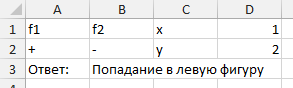 A B C D
1 f1 f2 x 1
2 + - y 2
3 Ответ: Попадание в левую фигуру